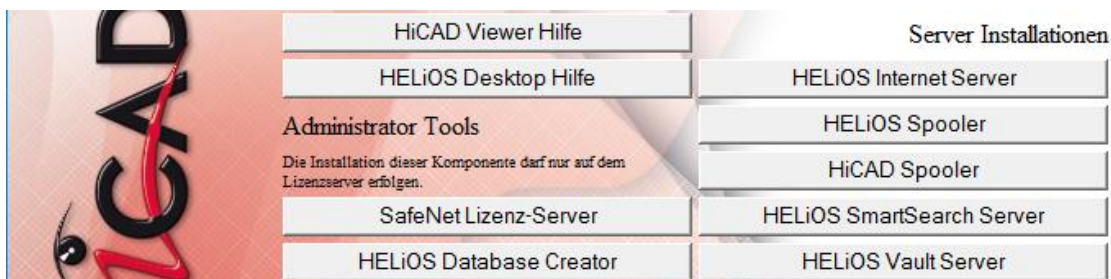 HiCAD
HiCAD Viewer Hilfe
HELiOS Desktop Hilfe
Administrator Tools
Die Installation dieser Komponente darf nur auf dem
Lizenzserver erfolgen.
SafeNet Lizenz-Server
HELiOS Database Creator
Server Installationen
HELiOS Internet Server
HELiOS Spooler
HiCAD Spooler
HELiOS SmartSearch Server
HELiOS Vault Server